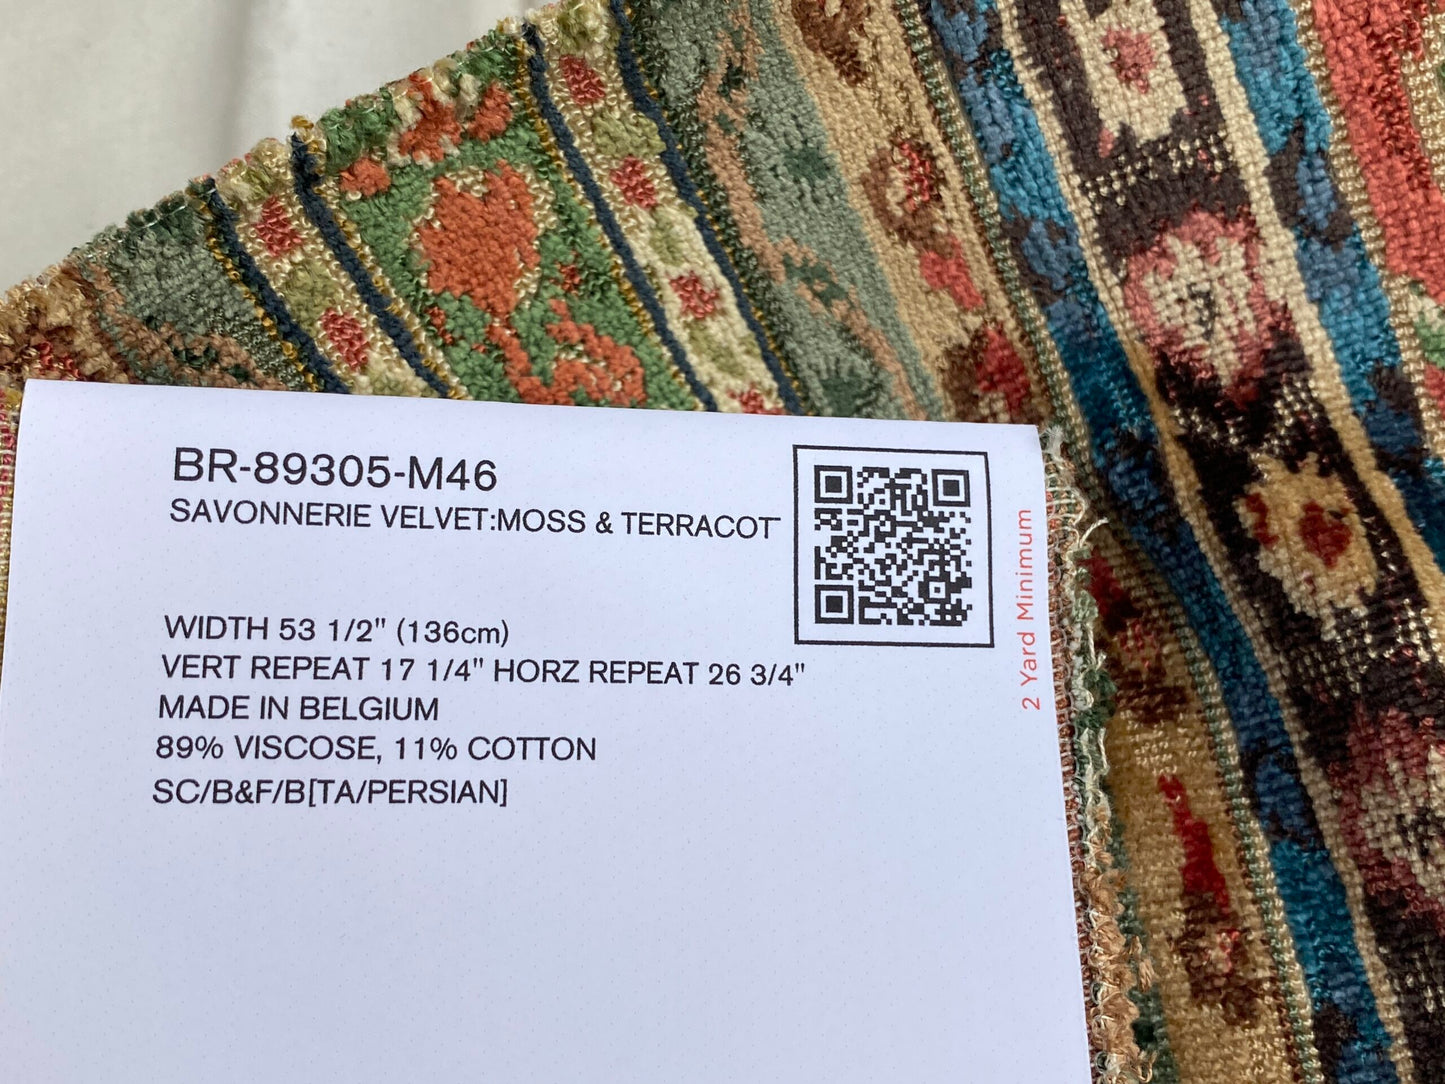 BR-89305-M46
SAVONNERIE VELVET:MOSS & TERRACOT
WIDTH 53 1/2" (136cm)
VERT REPEAT 17 1/4" HORZ REPEAT 26 3/4"
MADE IN BELGIUM
89% VISCOSE, 11% COTTON
SC/B&F/B[TA/PERSIAN]
2 Yard Minimum